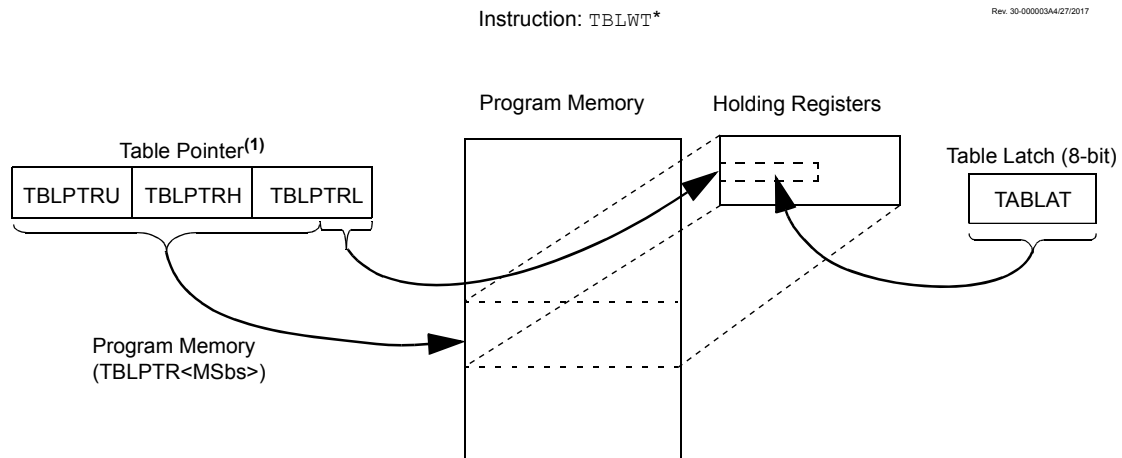 Instruction: TBLWT*
Rev. 30-000003A4/27/2017
Program Memory
Holding Registers
Table Pointer(1)
Table Latch (8-bit)
TBLPTRU
TBLPTRH
TBLPTRL
TABLAT
Program Memory
(TBLPTR<MSbs>)